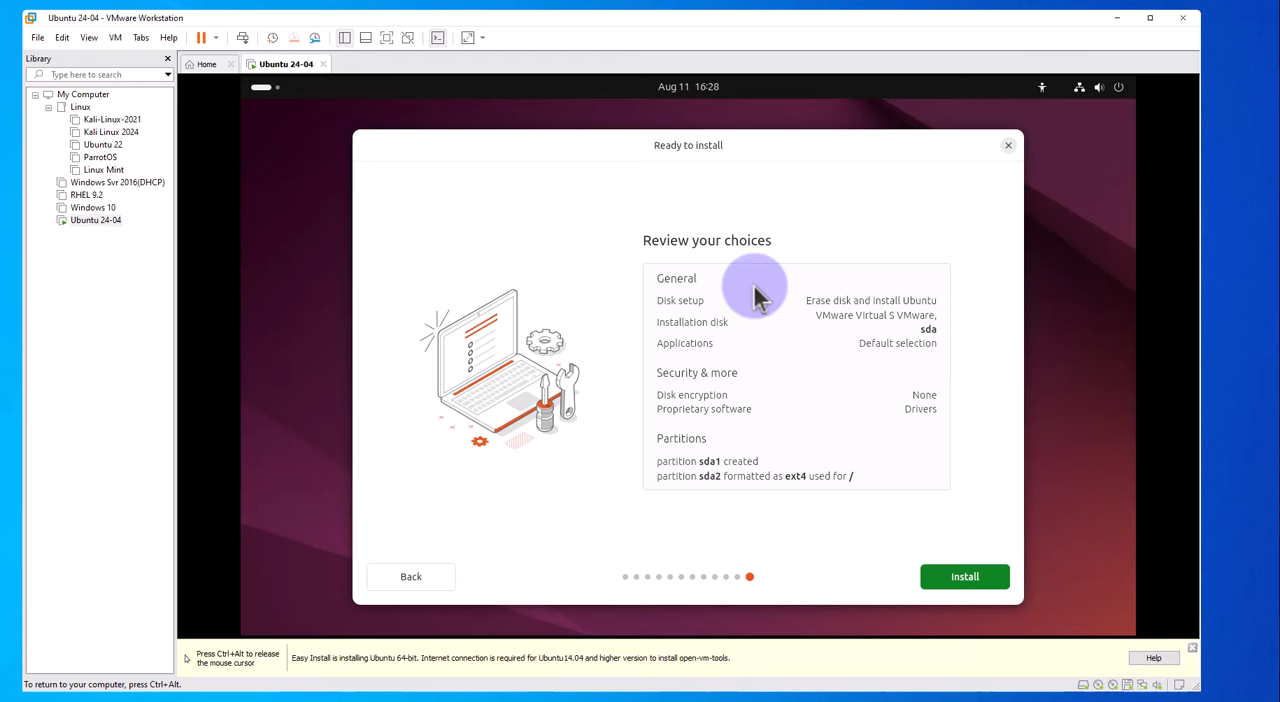 Ubuntu 24-04 - VMware Workstation
File Edit View VM Tabs Help
Library
Type here to search
My Computer
Linux
Kali-Linux-2021
Kali Linux 2024
Ubuntu 22
ParrotOS
Linux Mint
Windows Svr 2016(DHCP)
RHEL 9.2
Windows 10
Ubuntu 24-04
Home
Ubuntu 24-04
Aug 11 16:28
Ready to install
Review your choices
General
Disk setup Erase disk and install Ubuntu
Installation disk VMware Virtual S VMware,
sda
Applications Default selection
Security & more
Disk encryption None
Proprietary software Drivers
Partitions
partition sda1 created
partition sda2 formatted as ext4 used for /
Back
Install
Press Ctrl+Alt to release
the mouse cursor
Easy Install is installing Ubuntu 64-bit. Internet connection is required for Ubuntu14.04 and higher version to install open-vm-tools.
Help
To return to your computer, press Ctrl+Alt.